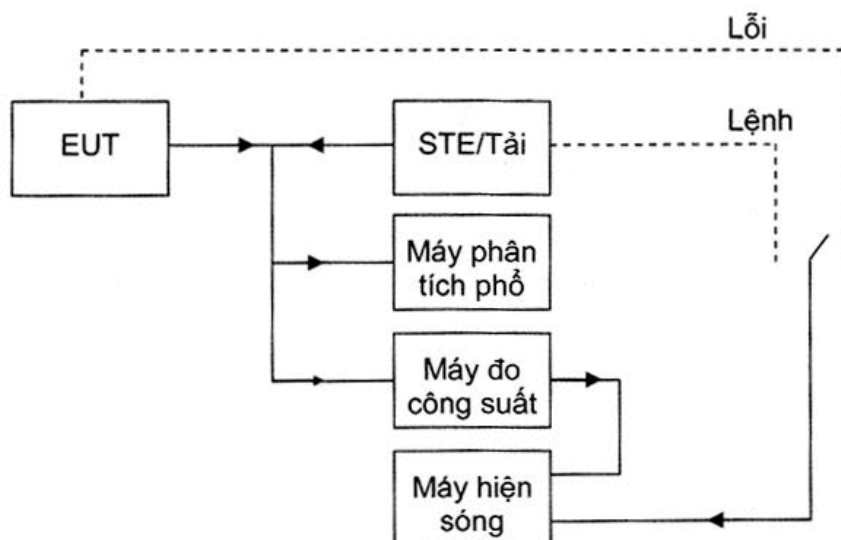 Lỗi
EUT
STE/Tải
Lệnh
Máy phân
tích phổ
Máy đo
công suất
Máy hiện
sóng